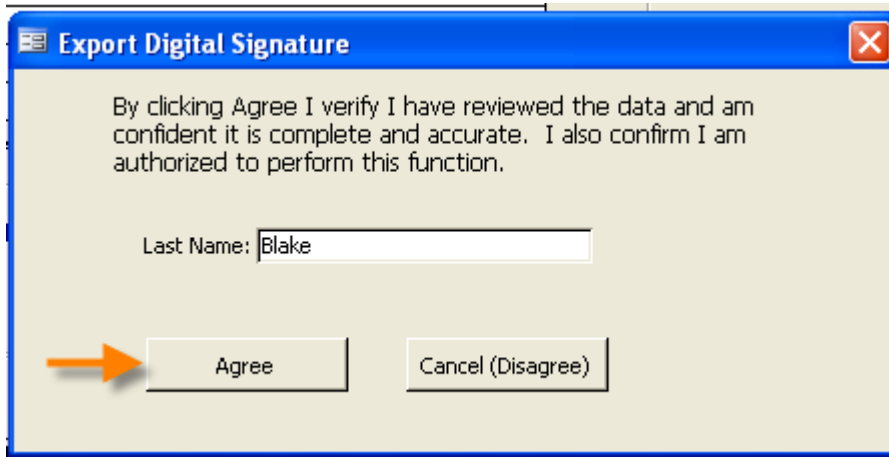 Export Digital Signature
By clicking Agree I verify I have reviewed the data and am
confident it is complete and accurate.  I also confirm I am
authorized to perform this function.
Last Name: Blake
Agree Cancel (Disagree)